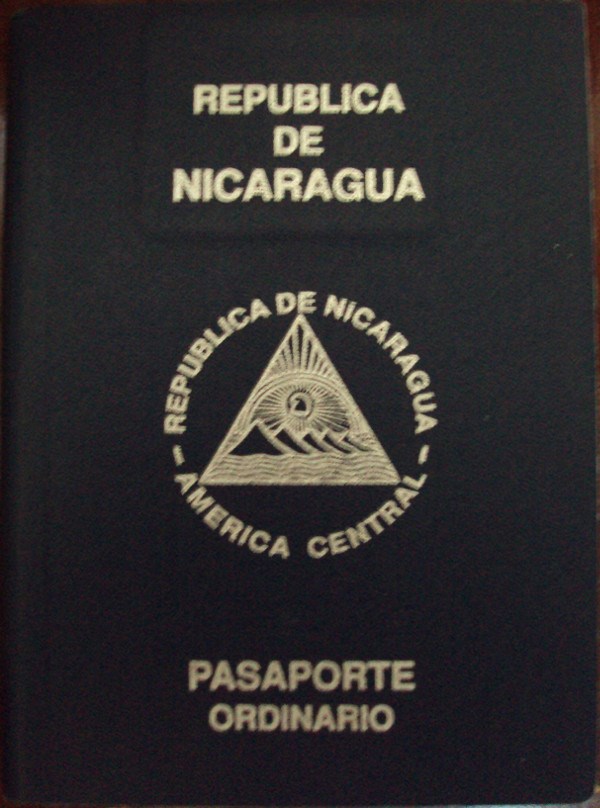 REPUBLICA
DE
NICARAGUA
REPUBLICA DE NICARAGUA
- AMERICA CENTRAL -
PASAPORTE
ORDINARIO